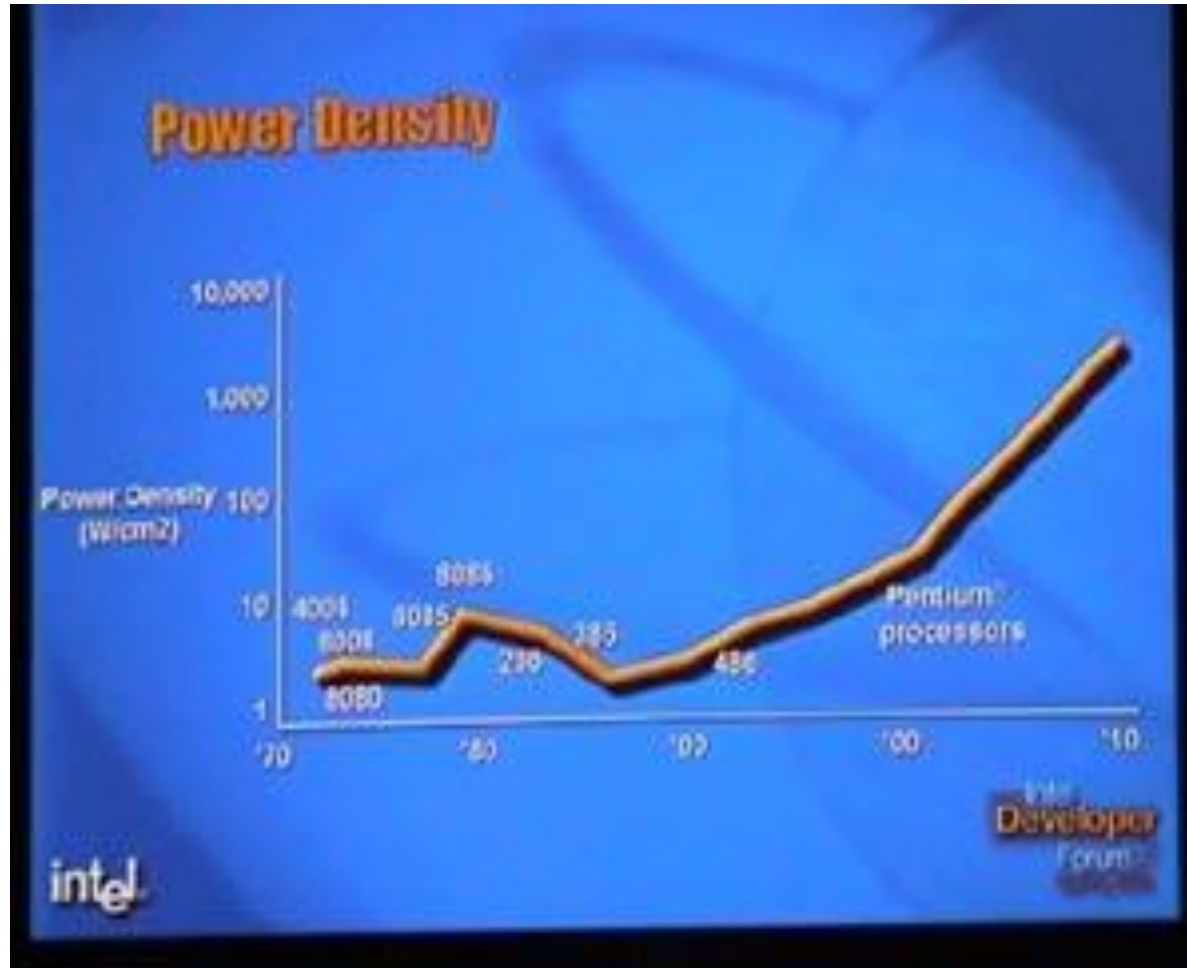 Power Density
10,000
1,000
Power Density 100
(W/cm2)
8086
10 4004
8085
8008
386
286
486
8080
Pentium®
processors
1
'70 '80 '90 '00 '10
Intel
Developer
Forum
intel.